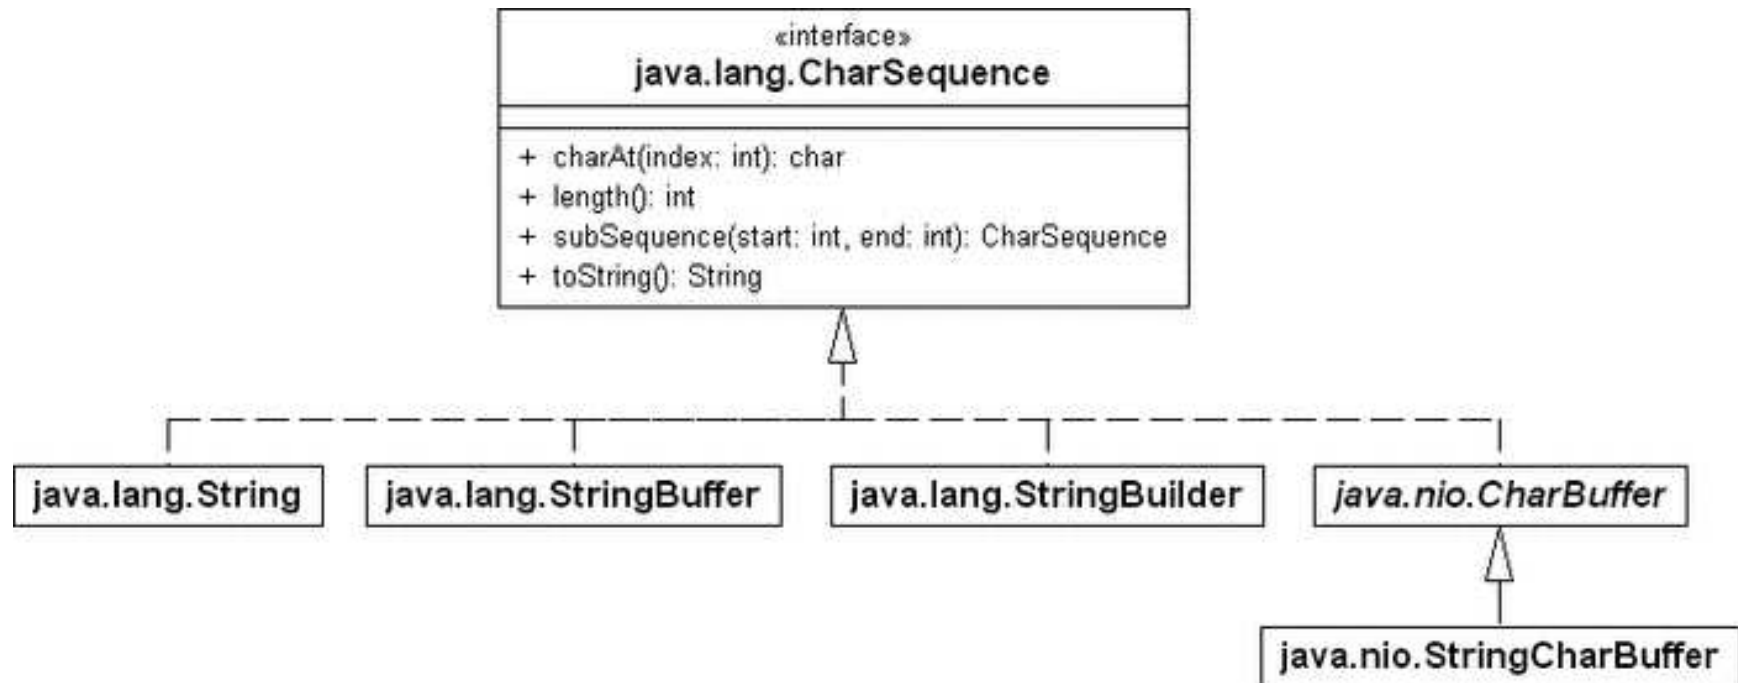 «interface»
java.lang.CharSequence
+ charAt(index: int): char
+ length(): int
+ subSequence(start: int, end: int): CharSequence
+ toString(): String
java.lang.String
java.lang.StringBuffer
java.lang.StringBuilder
java.nio.CharBuffer
java.nio.StringCharBuffer